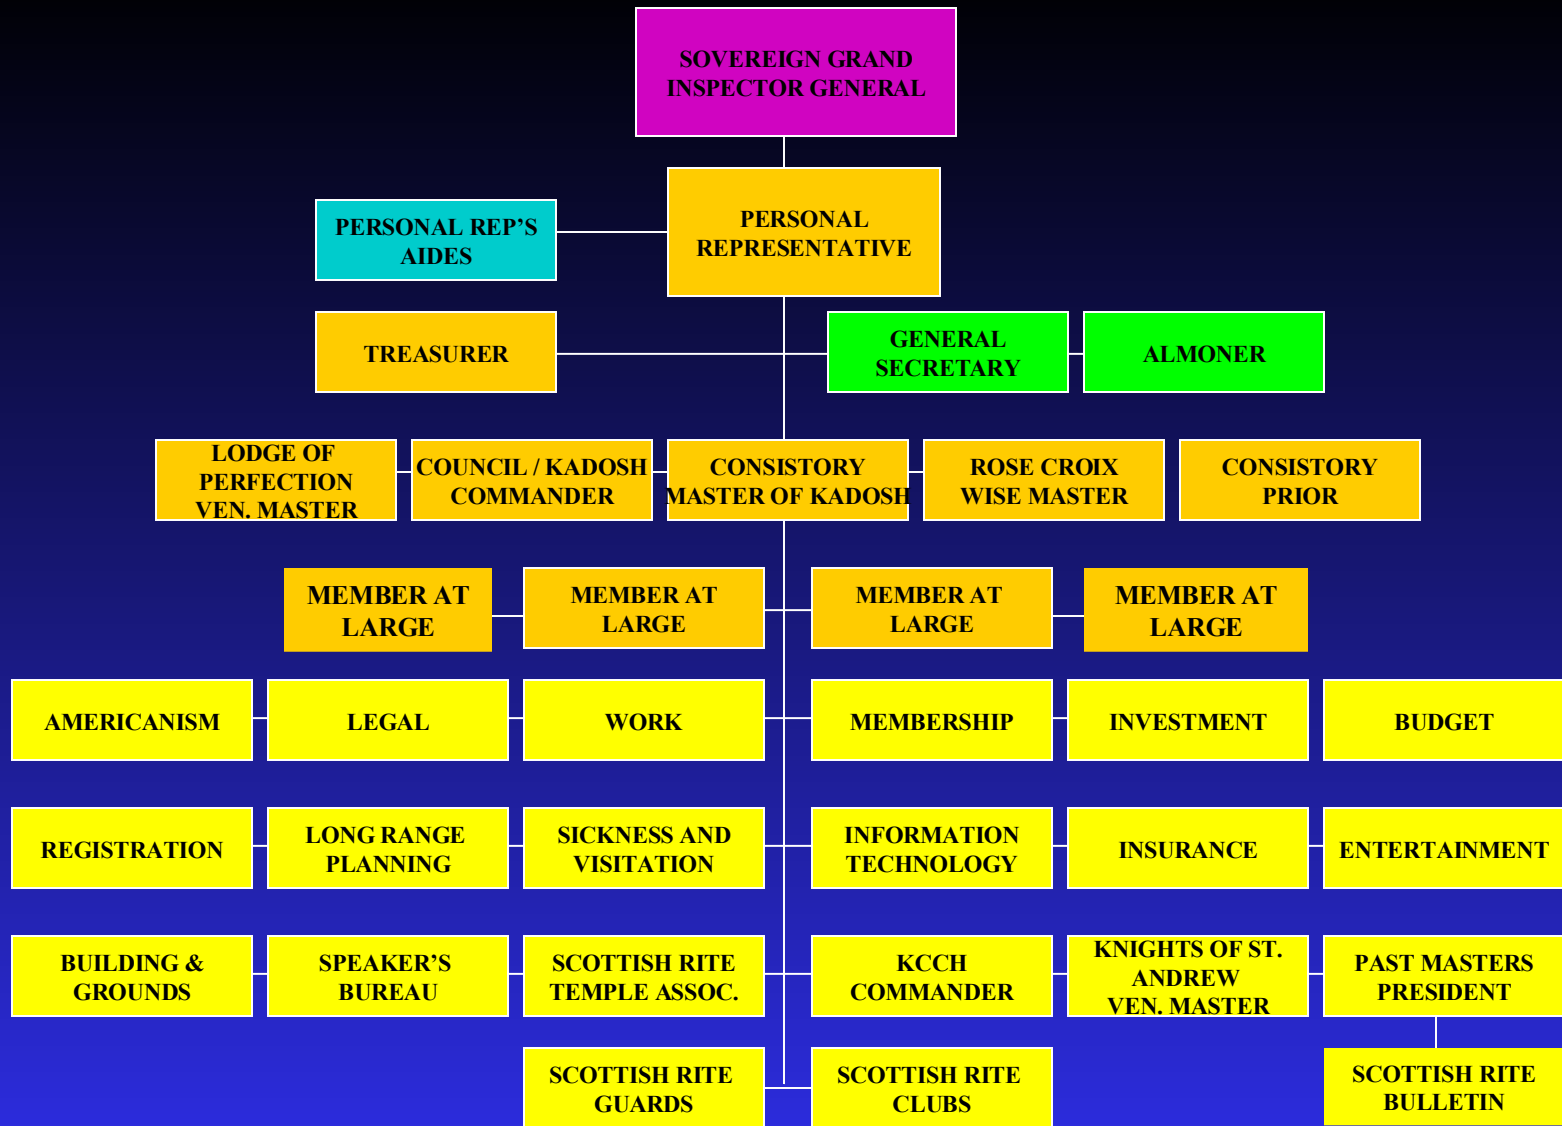 SOVEREIGN GRAND
INSPECTOR GENERAL
PERSONAL REP’S
AIDES
PERSONAL
REPRESENTATIVE
TREASURER
GENERAL
SECRETARY
ALMONER
LODGE OF
PERFECTION
VEN. MASTER
COUNCIL / KADOSH
COMMANDER
CONSISTORY
MASTER OF KADOSH
ROSE CROIX
WISE MASTER
CONSISTORY
PRIOR
MEMBER AT
LARGE
MEMBER AT
LARGE
MEMBER AT
LARGE
MEMBER AT
LARGE
AMERICANISM
LEGAL
WORK
MEMBERSHIP
INVESTMENT
BUDGET
REGISTRATION
LONG RANGE
PLANNING
SICKNESS AND
VISITATION
INFORMATION
TECHNOLOGY
INSURANCE
ENTERTAINMENT
BUILDING &
GROUNDS
SPEAKER’S
BUREAU
SCOTTISH RITE
TEMPLE ASSOC.
KCCH
COMMANDER
KNIGHTS OF ST.
ANDREW
VEN. MASTER
PAST MASTERS
PRESIDENT
SCOTTISH RITE
GUARDS
SCOTTISH RITE
CLUBS
SCOTTISH RITE
BULLETIN